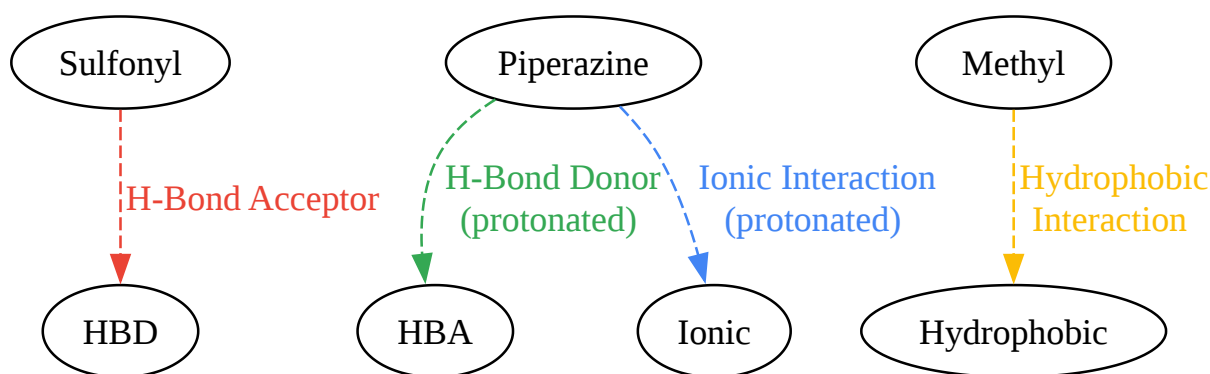 Sulfonyl
Piperazine
Methyl
H-Bond Acceptor
H-Bond Donor
(protonated)
Ionic Interaction
(protonated)
Hydrophobic
Interaction
HBD
HBA
Ionic
Hydrophobic